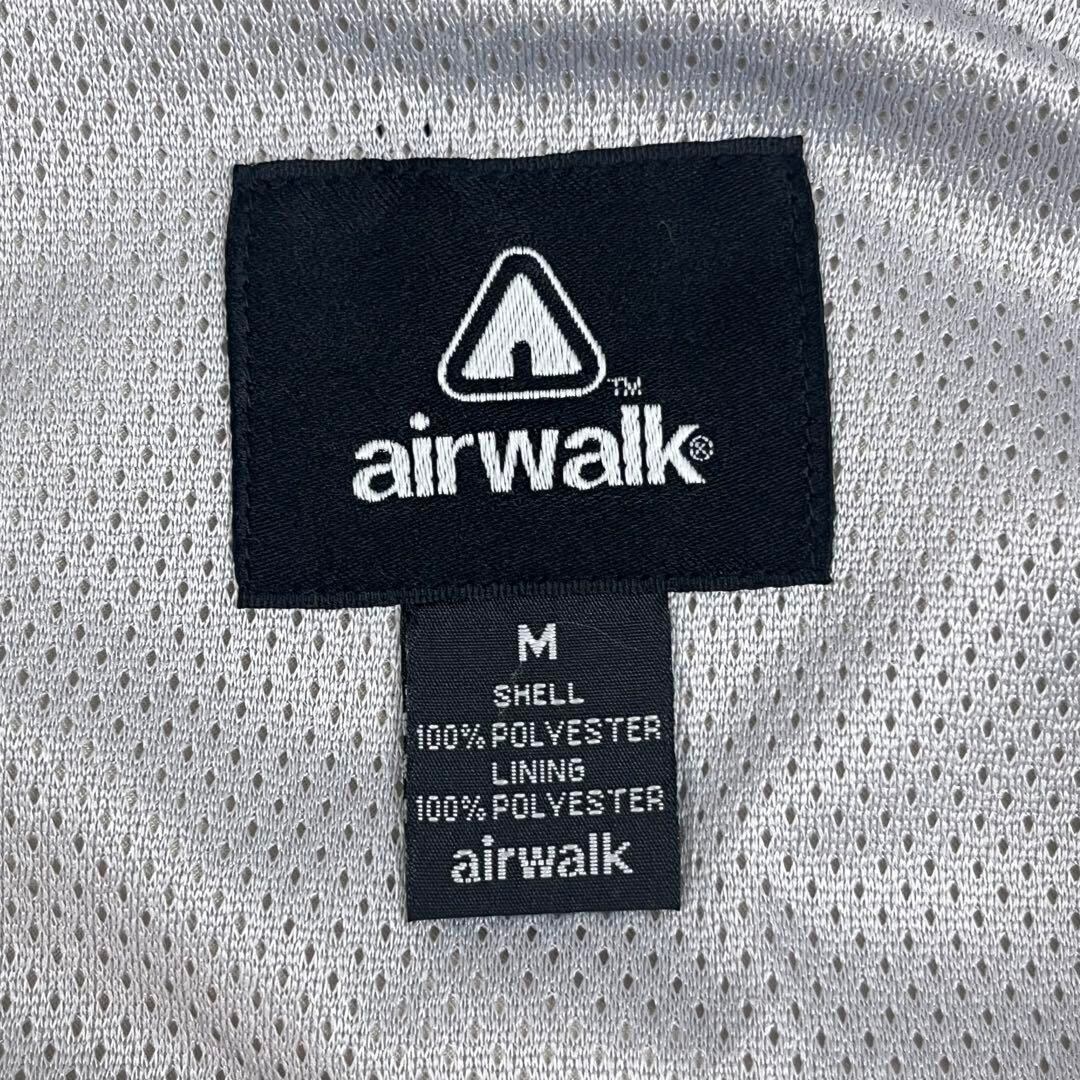 TM
airwalk®
M
SHELL
100% POLYESTER
LINING
100% POLYESTER
airwalk